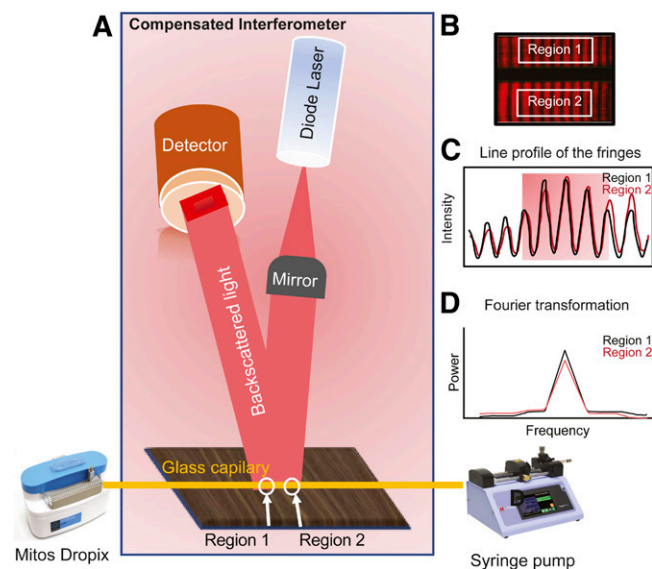 A
Compensated Interferometer
Diode Laser
Detector
Mirror
Backscattered light
Glass capilary
Region 1
Region 2
Mitos Dropix
B
Region 1
Region 2
C
Line profile of the fringes
Region 1
Region 2
Intensity
D
Fourier transformation
Region 1
Region 2
Power
Frequency
Syringe pump